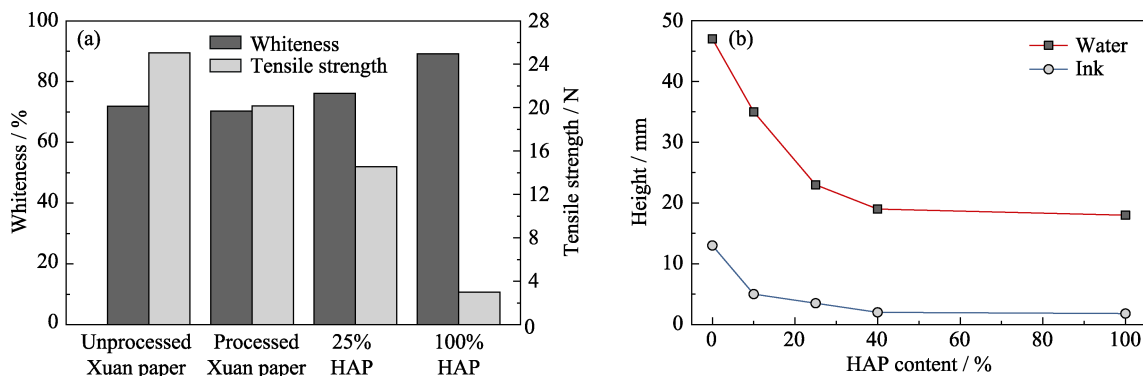 (a)
Whiteness
Tensile strength
100
80
60
40
20
0
Whiteness / %
28
24
20
16
12
8
4
0
Tensile strength / N
Unprocessed
Xuan paper
Processed
Xuan paper
25%
HAP
100%
HAP
(b)
Water
Ink
50
40
30
20
10
0
Height / mm
0 20 40 60 80 100
HAP content / %